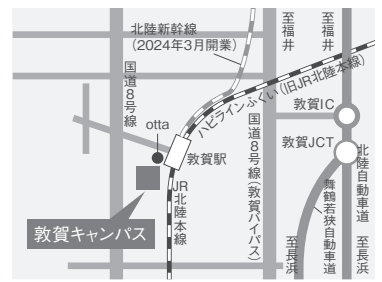 北陸新幹線
（2024年3月開業）
至福井
至福井
国道8号線
ハピラインふくい（旧JR北陸本線）
敦賀IC
otta
敦賀駅
国道8号線（敦賀バイパス）
敦賀JCT
北陸自動車道
舞鶴若狭自動車道
JR北陸本線
敦賀キャンパス
至長浜
至長浜